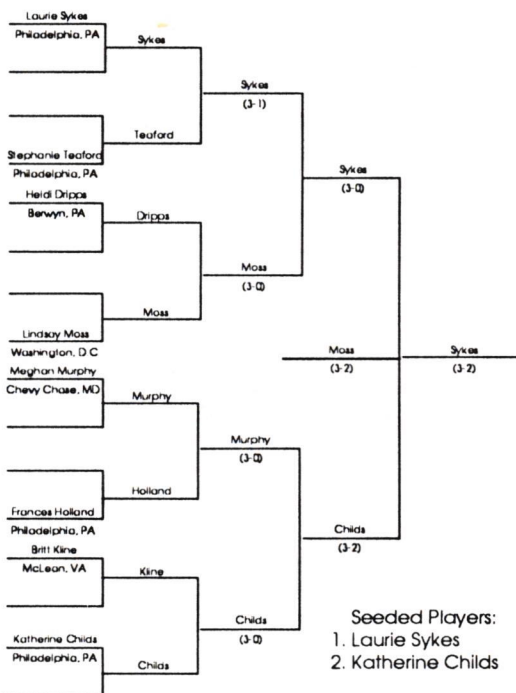 Laurie Sykes
Philadelphia, PA
Sykes
Sykes
(3-1)
Teaford
Stephanie Teaford
Philadelphia, PA
Sykes
(3-0)
Heidi Dripps
Berwyn, PA
Dripps
Moss
(3-0)
Moss
Lindsay Moss
Washington, D C
Moss
(3-2)
Sykes
(3-2)
Meghan Murphy
Chevy Chase, MD
Murphy
Murphy
(3-0)
Holland
Frances Holland
Philadelphia, PA
Childs
(3-2)
Britt Kline
McLean, VA
Kline
Childs
(3-0)
Katherine Childs
Philadelphia, PA
Childs
Seeded Players:
1. Laurie Sykes
2. Katherine Childs